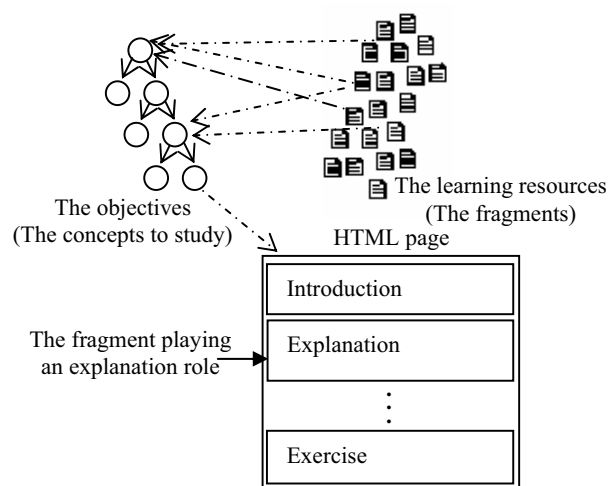 The learning resources
(The fragments)
The objectives
(The concepts to study)
HTML page
Introduction
The fragment playing
an explanation role
Explanation
Exercise